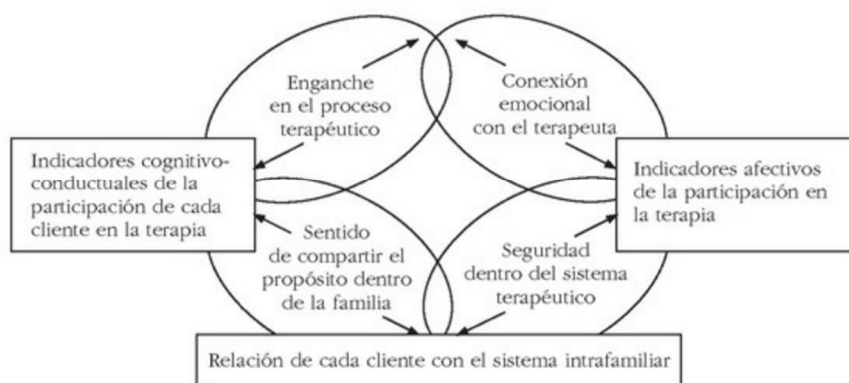 Enganche
en el proceso
terapéutico
Conexión
emocional
con el terapeuta
Indicadores cognitivo-
conductuales de la
participación de cada
cliente en la terapia
Indicadores afectivos
de la participación en
la terapia
Sentido
de compartir el
propósito dentro
de la familia
Seguridad
dentro del sistema
terapéutico
Relación de cada cliente con el sistema intrafamiliar